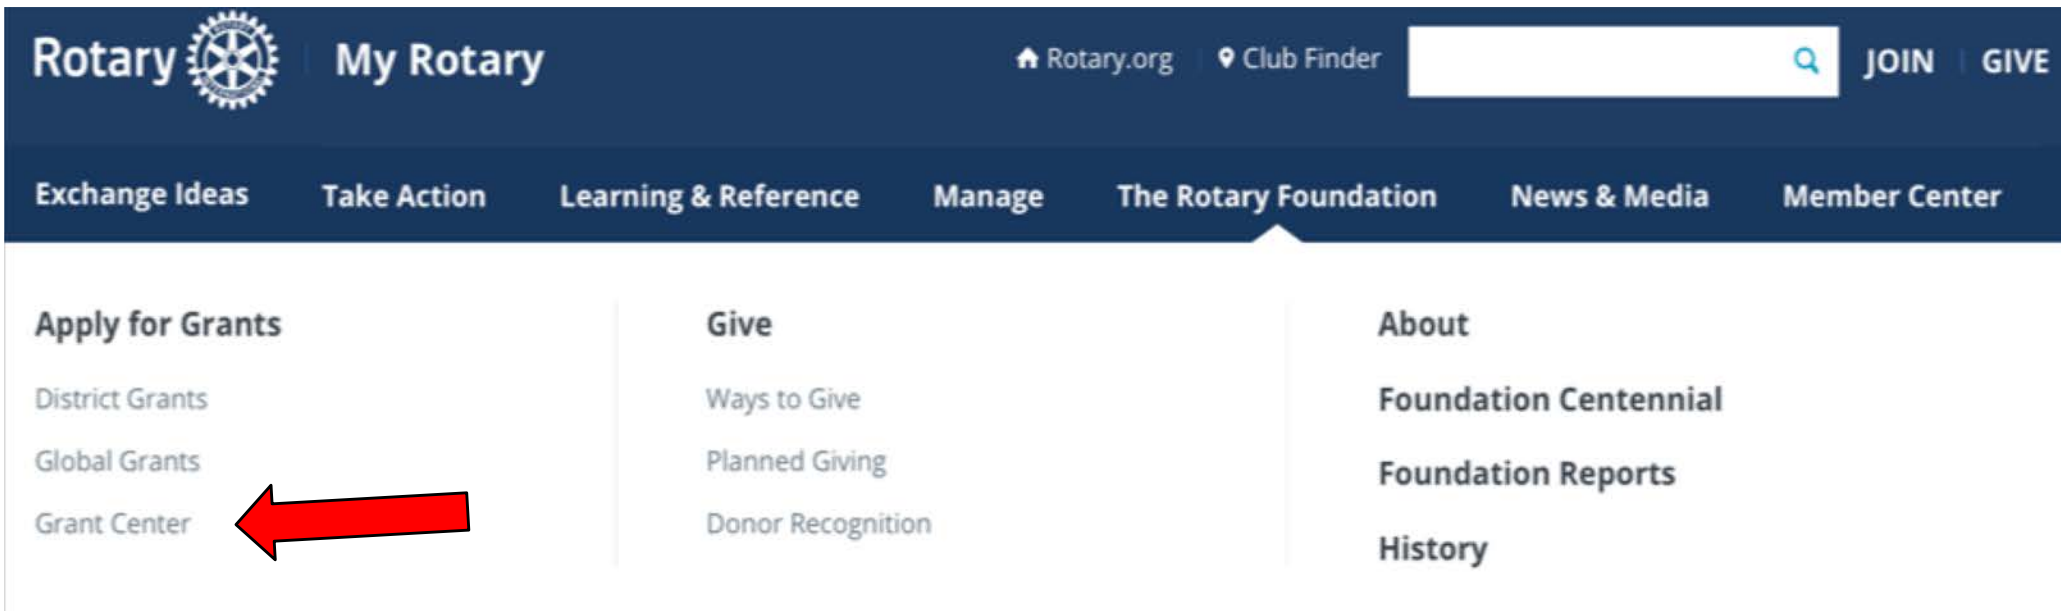 Rotary
My Rotary
Rotary.org
Club Finder
JOIN
GIVE
Exchange Ideas
Take Action
Learning & Reference
Manage
The Rotary Foundation
News & Media
Member Center
Apply for Grants
District Grants
Global Grants
Grant Center
Give
Ways to Give
Planned Giving
Donor Recognition
About
Foundation Centennial
Foundation Reports
History